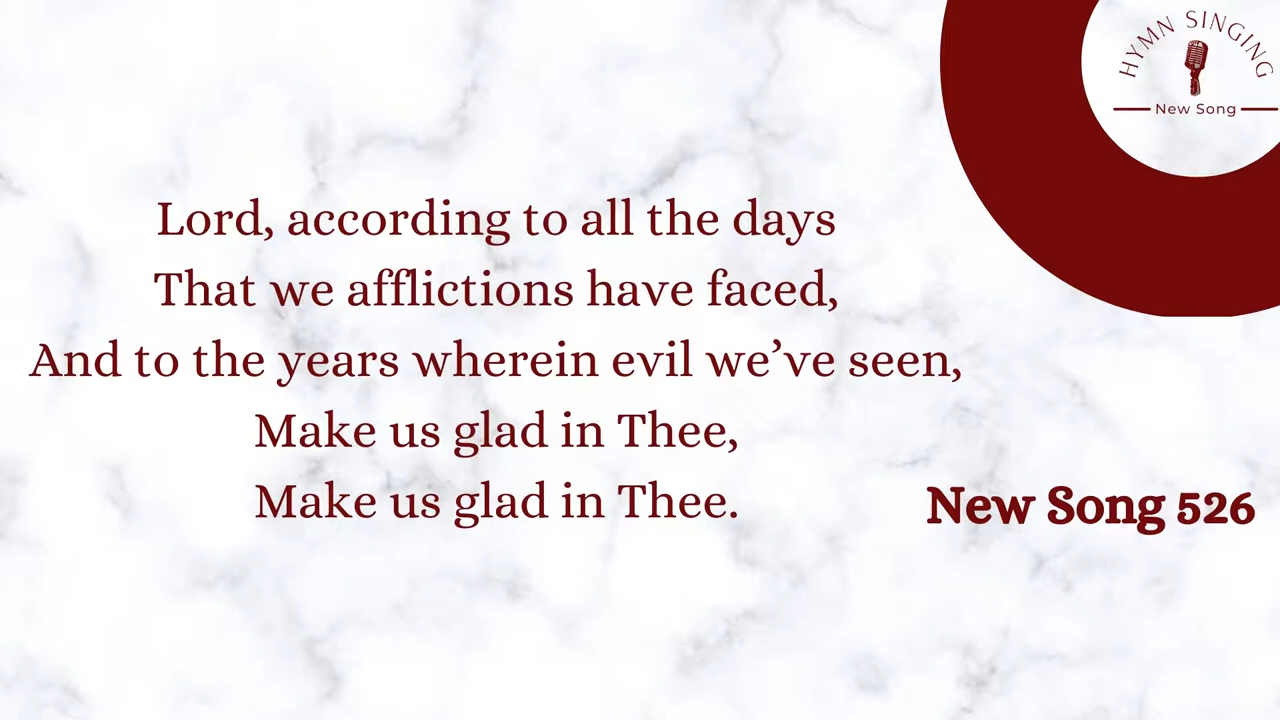 HYMN SINGING
New Song
Lord, according to all the days
That we afflictions have faced,
And to the years wherein evil we’ve seen,
Make us glad in Thee,
Make us glad in Thee.
New Song 526